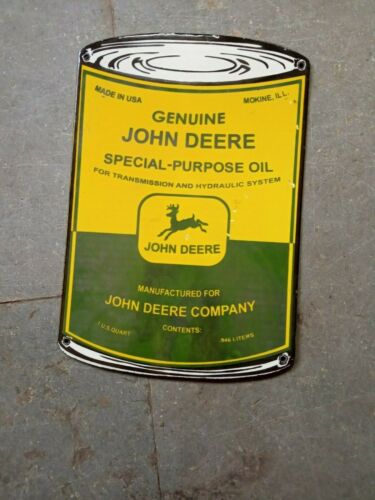 MADE IN USA MOKINE, ILL.
GENUINE
JOHN DEERE
SPECIAL-PURPOSE OIL
FOR TRANSMISSION AND HYDRAULIC SYSTEM
JOHN DEERE
MANUFACTURED FOR
JOHN DEERE COMPANY
1 U.S QUART CONTENTS: .946 LITERS